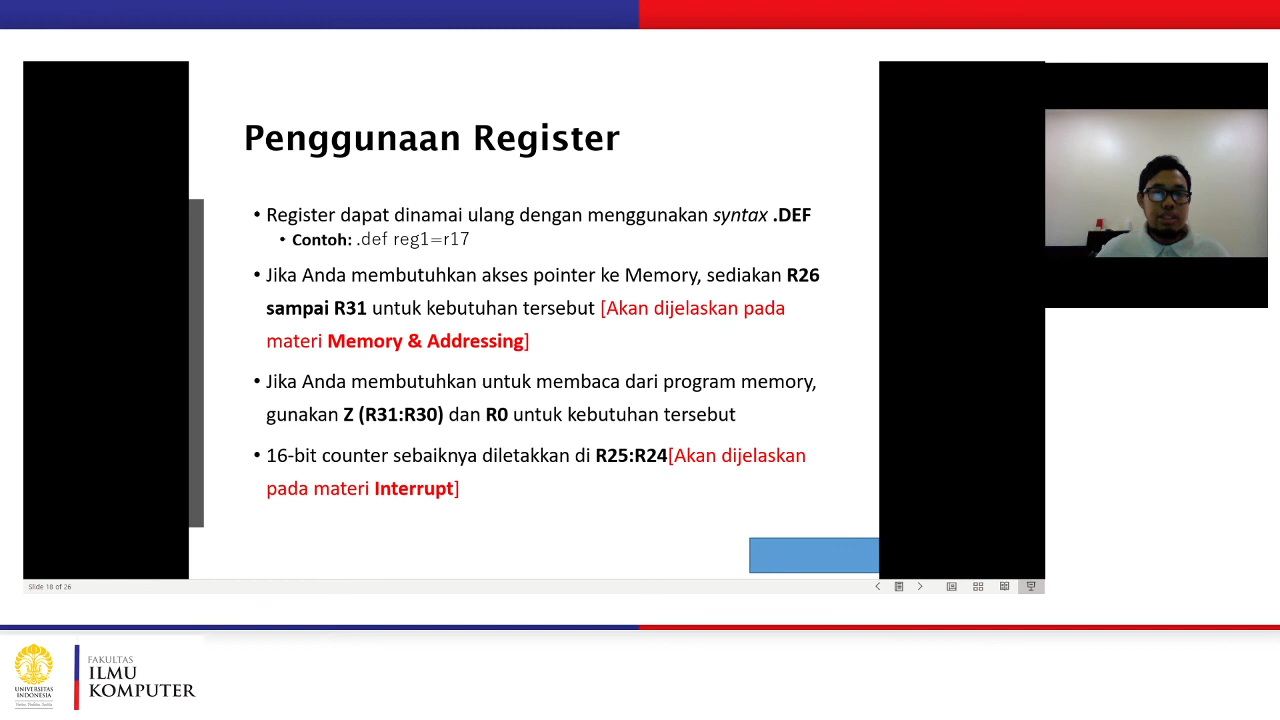 Penggunaan Register
• Register dapat dinamai ulang dengan menggunakan syntax .DEF
• Contoh: .def reg1=r17
• Jika Anda membutuhkan akses pointer ke Memory, sediakan R26
sampai R31 untuk kebutuhan tersebut [Akan dijelaskan pada
materi Memory & Addressing]
• Jika Anda membutuhkan untuk membaca dari program memory,
gunakan Z (R31:R30) dan R0 untuk kebutuhan tersebut
• 16-bit counter sebaiknya diletakkan di R25:R24[Akan dijelaskan
pada materi Interrupt]
Slide 18 of 26
UNIVERSITAS
INDONESIA
FAKULTAS
ILMU
KOMPUTER